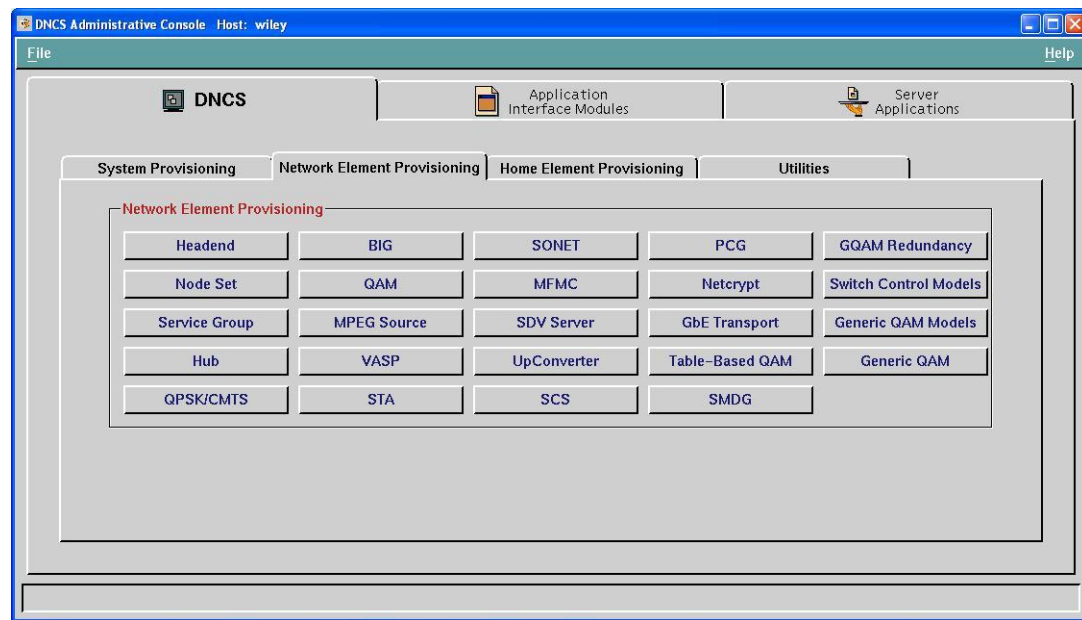 DNCS Administrative Console Host: wiley
File Help
DNCS
Application
Interface Modules
Server
Applications
System Provisioning Network Element Provisioning Home Element Provisioning Utilities
Network Element Provisioning
Headend BIG SONET PCG GQAM Redundancy
Node Set QAM MFMC Netcrypt Switch Control Models
Service Group MPEG Source SDV Server GbE Transport Generic QAM Models
Hub VASP UpConverter Table-Based QAM Generic QAM
QPSK/CMTS STA SCS SMDG